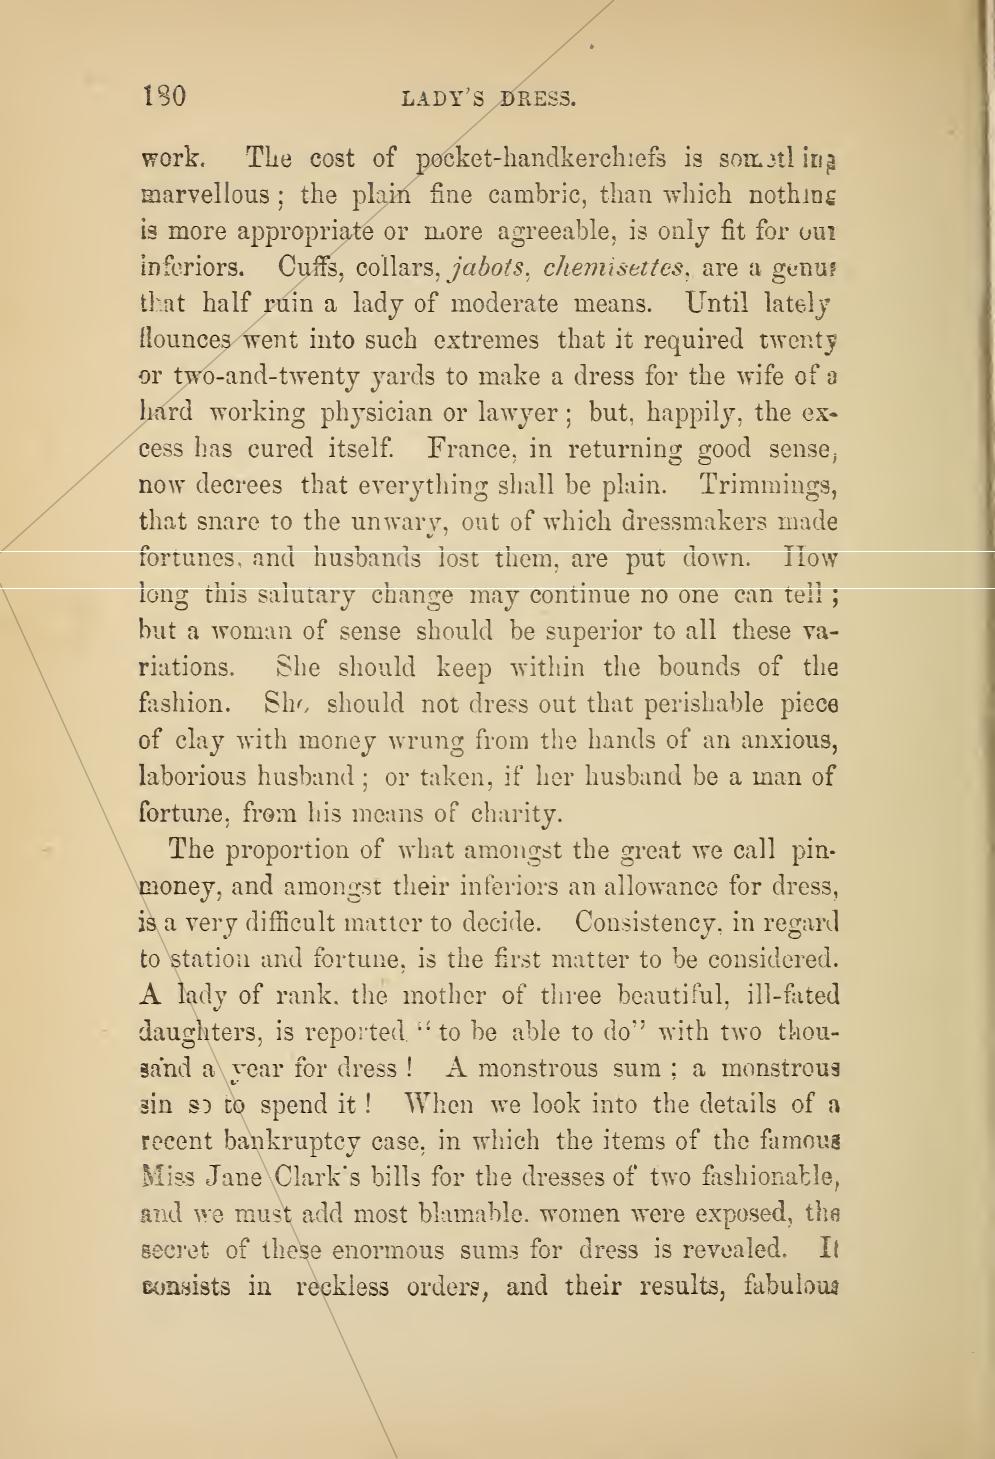 180 LADY'S DRESS.
work. The cost of pocket-handkerchiefs is something
marvellous; the plain fine cambric, than which nothing
is more appropriate or more agreeable, is only fit for our
inferiors. Cuffs, collars, jabots, chemisettes, are a genus
that half ruin a lady of moderate means. Until lately
flounces went into such extremes that it required twenty
or two-and-twenty yards to make a dress for the wife of a
hard working physician or lawyer; but, happily, the ex-
cess has cured itself. France, in returning good sense,
now decrees that everything shall be plain. Trimmings,
that snare to the unwary, out of which dressmakers made
fortunes, and husbands lost them, are put down. How
long this salutary change may continue no one can tell;
but a woman of sense should be superior to all these va-
riations. She should keep within the bounds of the
fashion. She should not dress out that perishable piece
of clay with money wrung from the hands of an anxious,
laborious husband; or taken, if her husband be a man of
fortune, from his means of charity.
The proportion of what amongst the great we call pin-
money, and amongst their inferiors an allowance for dress,
is a very difficult matter to decide. Consistency, in regard
to station and fortune, is the first matter to be considered.
A lady of rank, the mother of three beautiful, ill-fated
daughters, is reported "to be able to do" with two thou-
sand a year for dress! A monstrous sum; a monstrous
sin so to spend it! When we look into the details of a
recent bankruptcy case, in which the items of the famous
Miss Jane Clark's bills for the dresses of two fashionable,
and we must add most blamable, women were exposed, the
secret of these enormous sums for dress is revealed. It
consists in reckless orders, and their results, fabulous